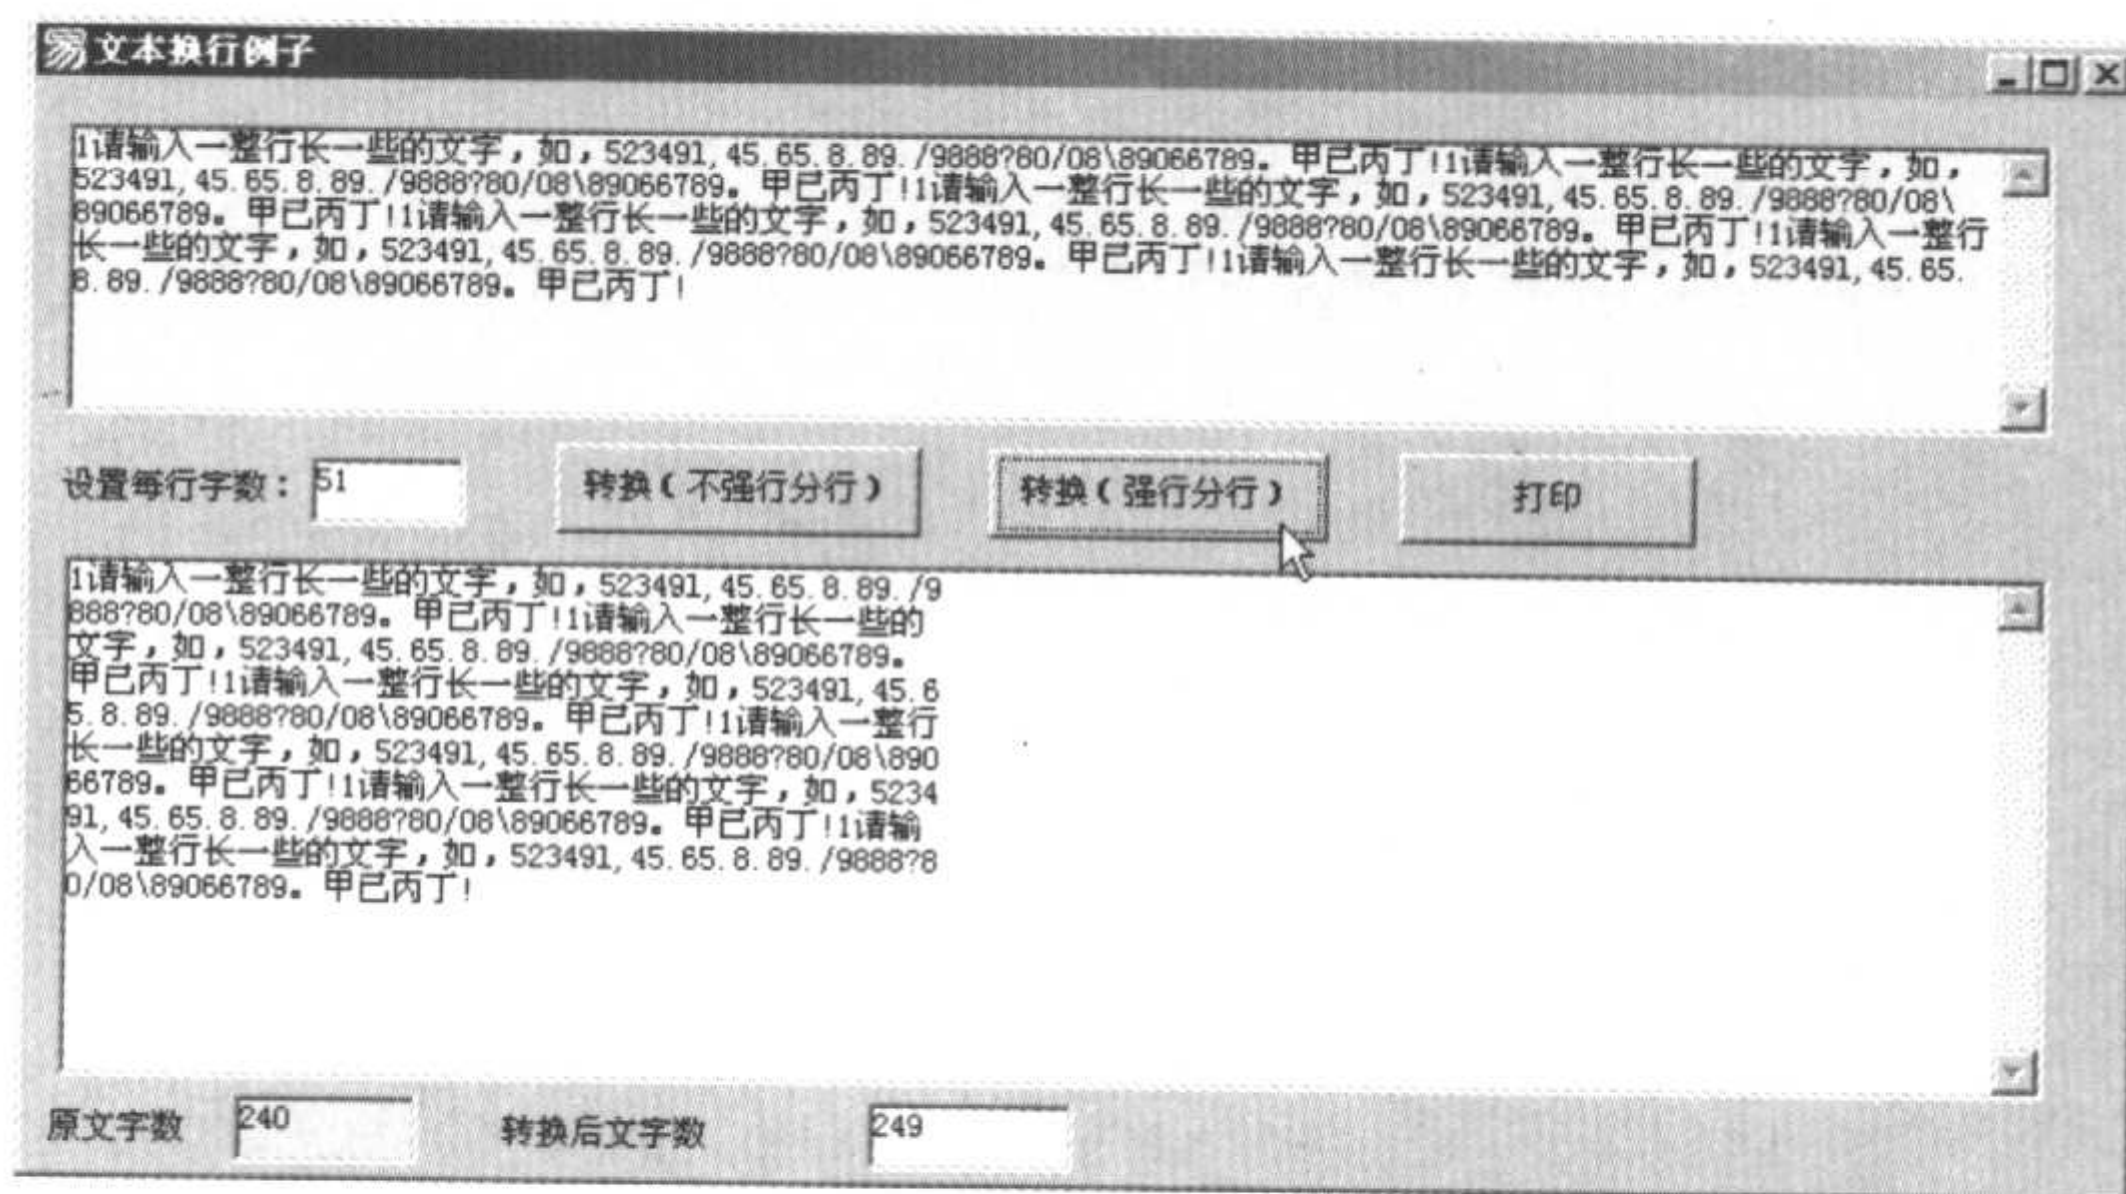 易 文本换行例子
1请输入一整行长一些的文字，如，523491,45.65.8.89./9888?80/08\89066789。甲已丙丁!1请输入一整行长一些的文字，如，
523491,45.65.8.89./9888?80/08\89066789。甲已丙丁!1请输入一整行长一些的文字，如，523491,45.65.8.89./9888?80/08\
89066789。甲已丙丁!1请输入一整行长一些的文字，如，523491,45.65.8.89./9888?80/08\89066789。甲已丙丁!1请输入一整行
长一些的文字，如，523491,45.65.8.89./9888?80/08\89066789。甲已丙丁!1请输入一整行长一些的文字，如，523491,45.65.
8.89./9888?80/08\89066789。甲已丙丁!
设置每行字数： 51 转换（不强行分行） 转换（强行分行） 打印
1请输入一整行长一些的文字，如，523491,45.65.8.89./9
888?80/08\89066789。甲已丙丁!1请输入一整行长一些的
文字，如，523491,45.65.8.89./9888?80/08\89066789。
甲已丙丁!1请输入一整行长一些的文字，如，523491,45.6
5.8.89./9888?80/08\89066789。甲已丙丁!1请输入一整行
长一些的文字，如，523491,45.65.8.89./9888?80/08\890
66789。甲已丙丁!1请输入一整行长一些的文字，如，5234
91,45.65.8.89./9888?80/08\89066789。甲已丙丁!1请输
入一整行长一些的文字，如，523491,45.65.8.89./9888?8
0/08\89066789。甲已丙丁!
原文字数 240 转换后文字数 249